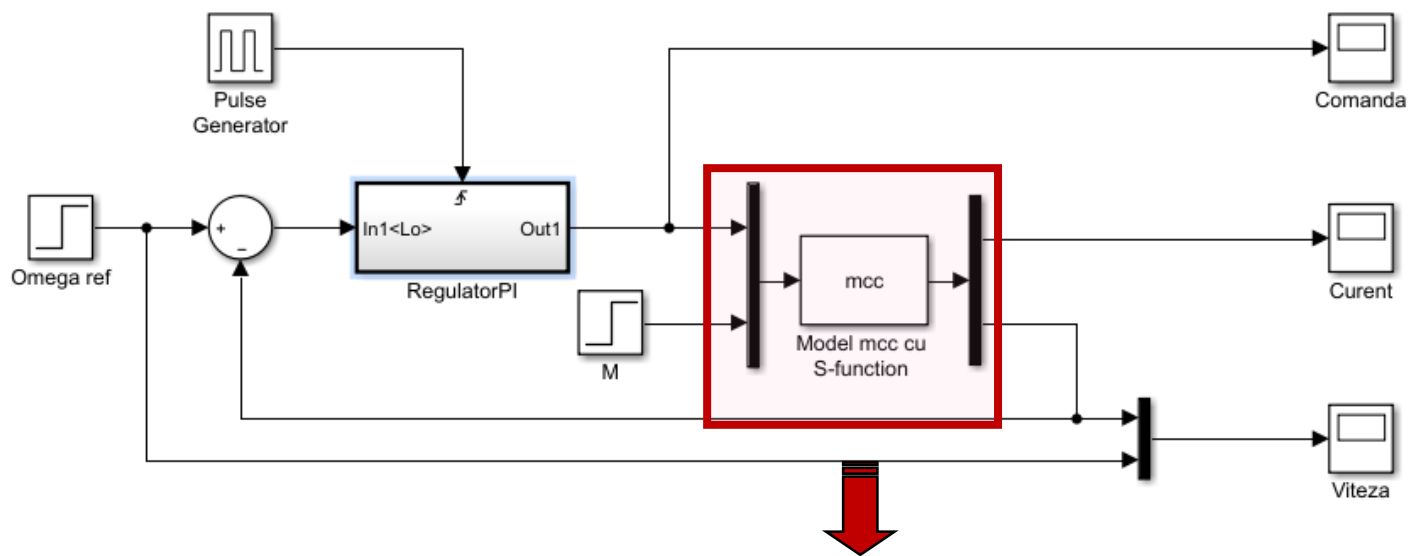 Pulse
Generator
Comanda
Omega ref
+
−
In1<Lo>
Out1
RegulatorPI
M
mcc
Model mcc cu
S-function
Curent
Viteza